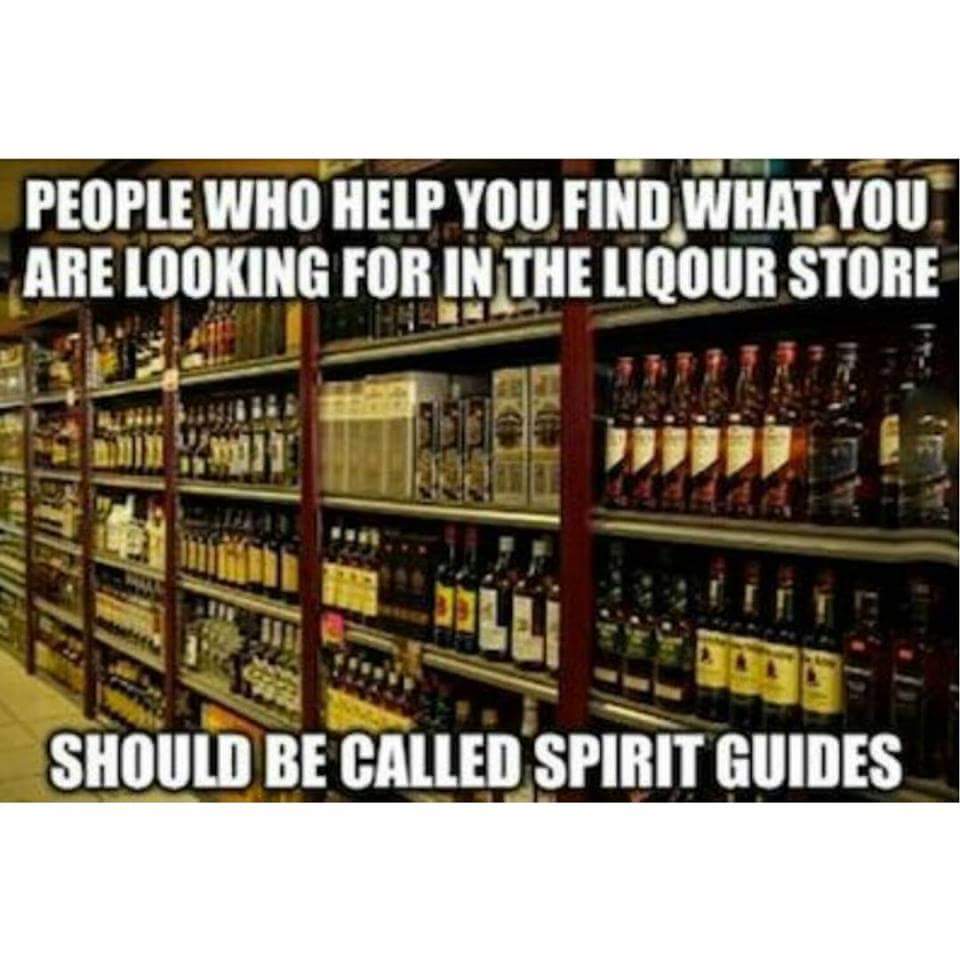 PEOPLE WHO HELP YOU FIND WHAT YOU
ARE LOOKING FOR IN THE LIQOUR STORE
SHOULD BE CALLED SPIRIT GUIDES